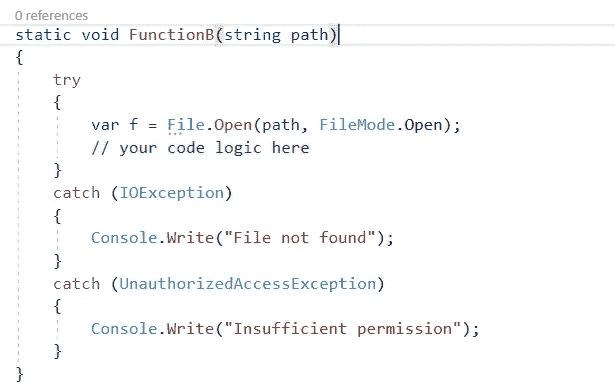 0 references
static void FunctionB(string path)
{
try
{
var f = File.Open(path, FileMode.Open);
// your code logic here
}
catch (IOException)
{
Console.Write("File not found");
}
catch (UnauthorizedAccessException)
{
Console.Write("Insufficient permission");
}
}